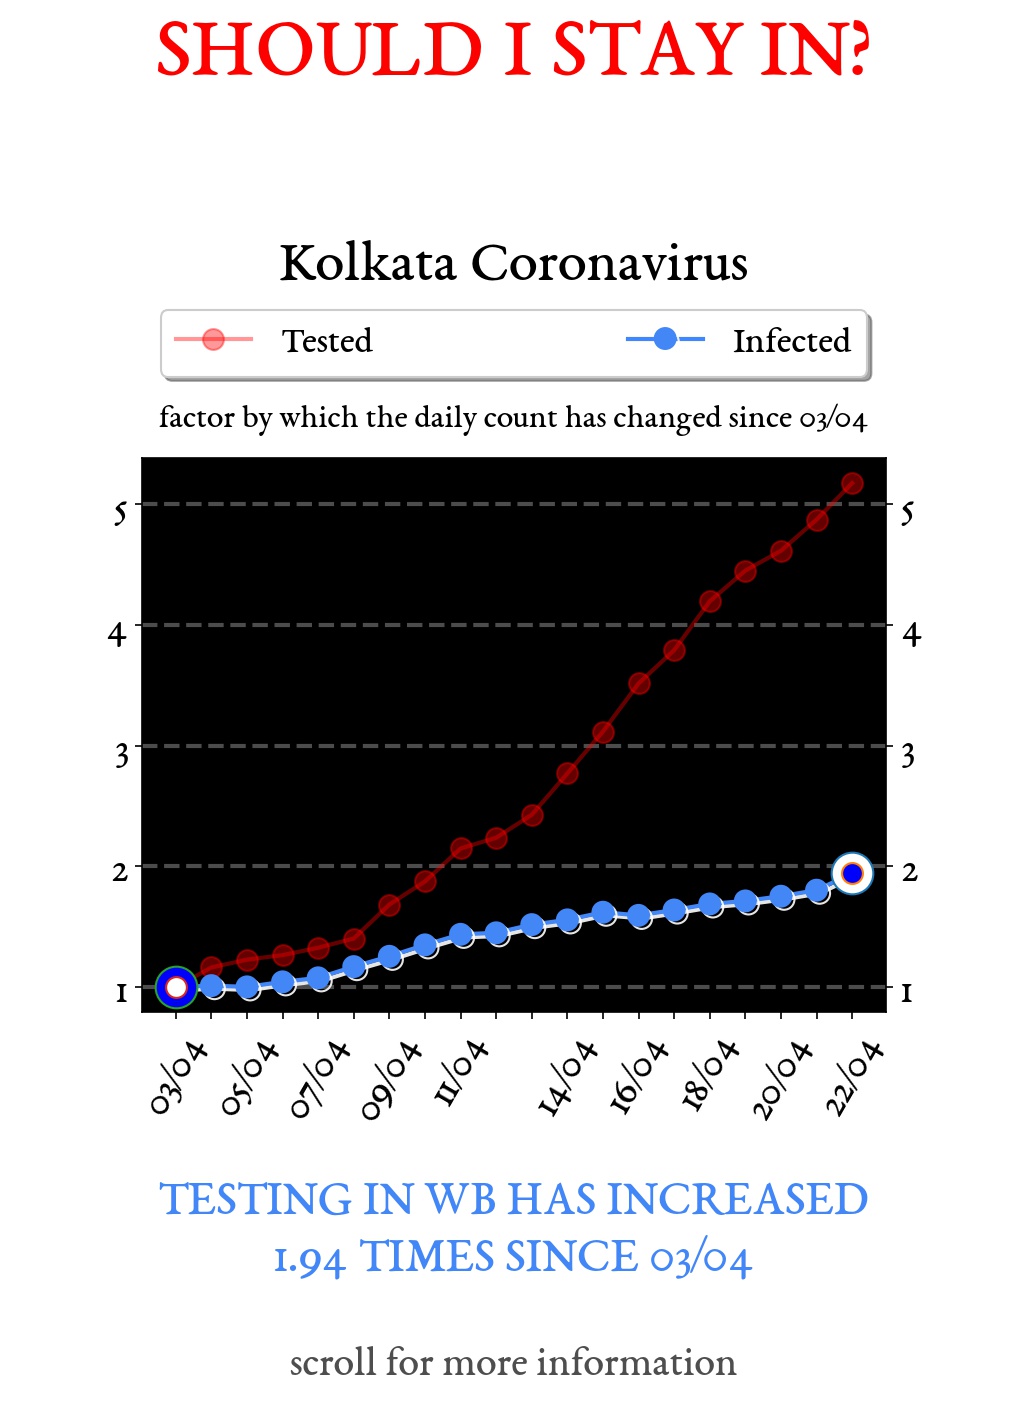 SHOULD I STAY IN?
Kolkata Coronavirus
Tested Infected
factor by which the daily count has changed since 03/04
5 5
4 4
3 3
2 2
1 1
03/04 05/04 07/04 09/04 11/04 14/04 16/04 18/04 20/04 22/04
TESTING IN WB HAS INCREASED
1.94 TIMES SINCE 03/04
scroll for more information